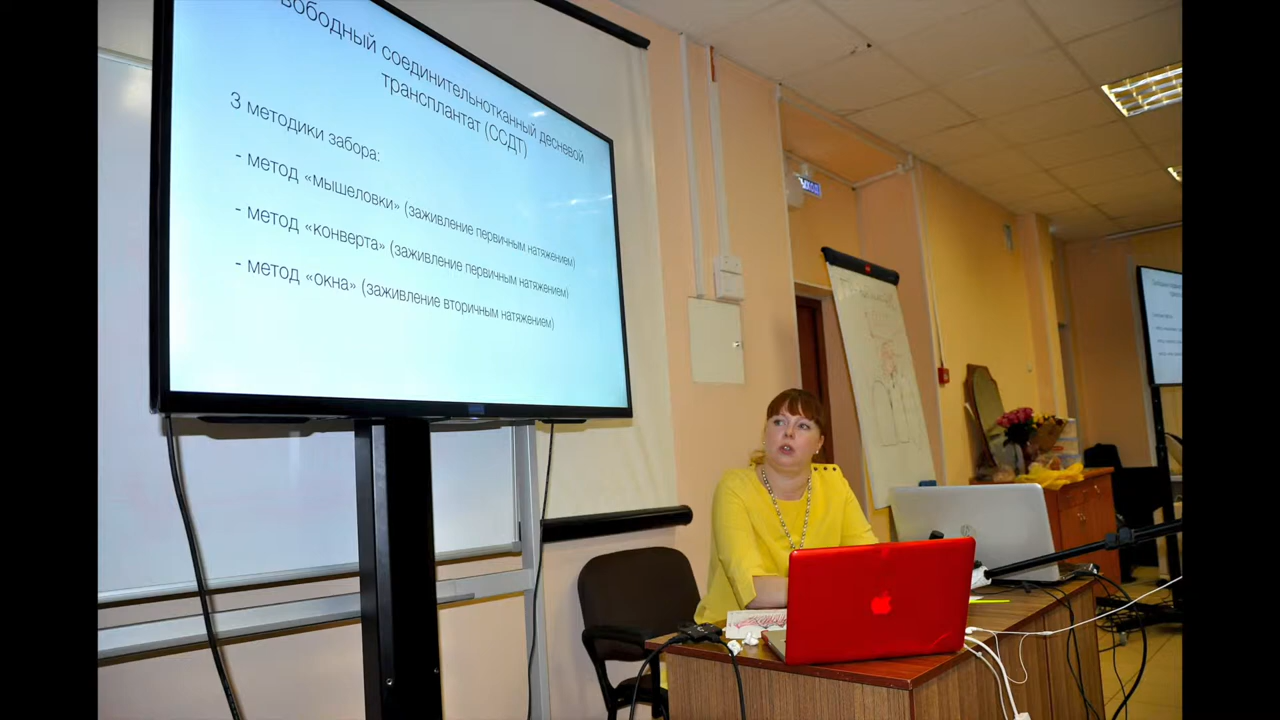 вободный соединительнотканный десневой
трансплантат (ССДТ)
3 методики забора:
- метод «мышеловки» (заживление первичным натяжением)
- метод «конверта» (заживление первичным натяжением)
- метод «окна» (заживление вторичным натяжением)